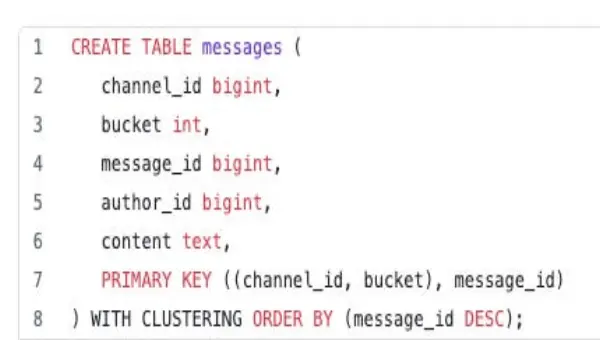 1 CREATE TABLE messages (
2 channel_id bigint,
3 bucket int,
4 message_id bigint,
5 author_id bigint,
6 content text,
7 PRIMARY KEY ((channel_id, bucket), message_id)
8 ) WITH CLUSTERING ORDER BY (message_id DESC);